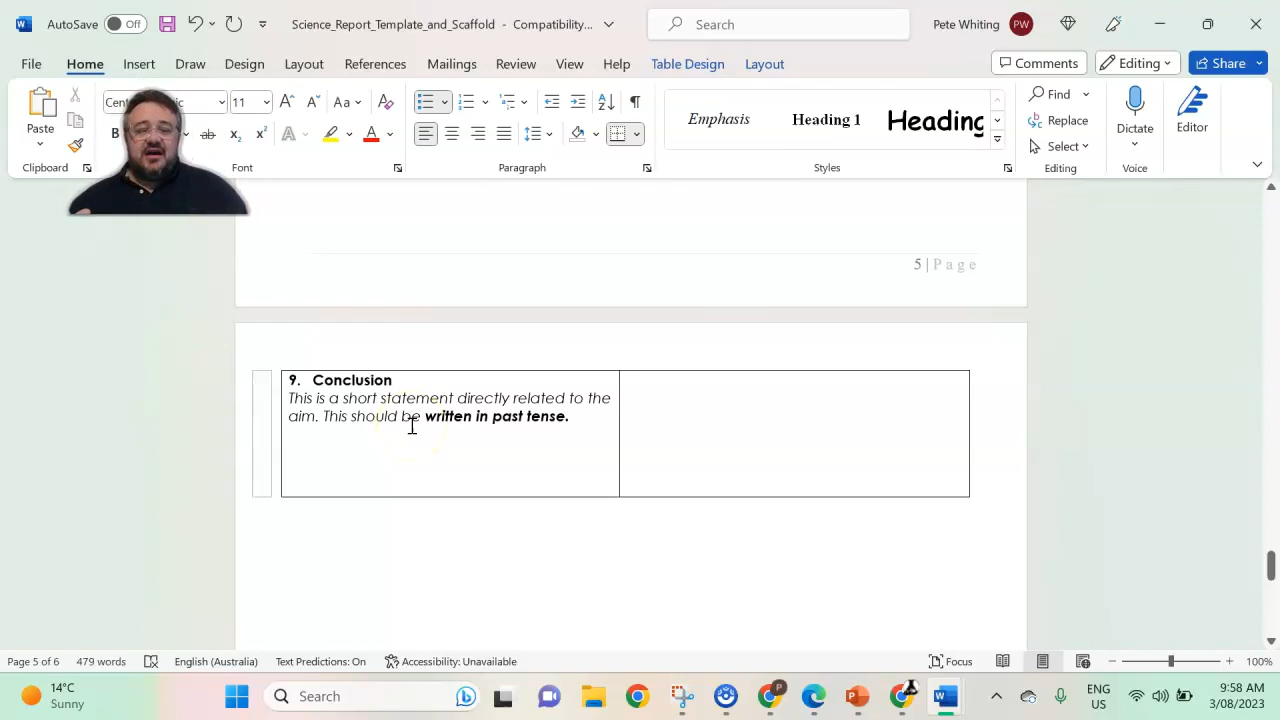 AutoSave Off Science_Report_Template_and_Scaffold - Compatibility... Search Pete Whiting PW
File Home Insert Draw Design Layout References Mailings Review View Help Table Design Layout Comments Editing Share
Paste
Clipboard
11
Aa
B
ab
x₂
x²
A
A
Font
Paragraph
Emphasis Heading 1 Heading
Styles
Find
Replace
Select
Editing
Dictate
Voice
Editor
5 | Page
9. Conclusion
This is a short statement directly related to the
aim. This should be written in past tense.
Page 5 of 6 479 words English (Australia) Text Predictions: On Accessibility: Unavailable Focus 100%
14°C
Sunny
Search
P
ENG
US
9:58 AM
3/08/2023